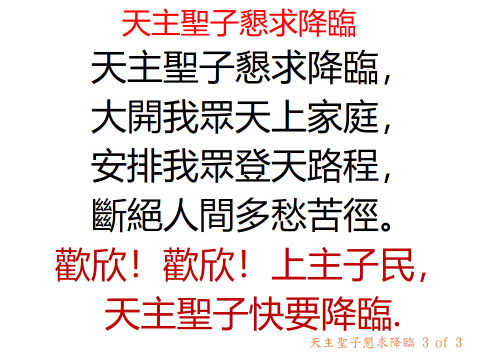 天主聖子懇求降臨
天主聖子懇求降臨，
大開我眾天上家庭，
安排我眾登天路程，
斷絕人間多愁苦徑。
歡欣！歡欣！上主子民，
天主聖子快要降臨.
天主聖子懇求降臨 3 of 3